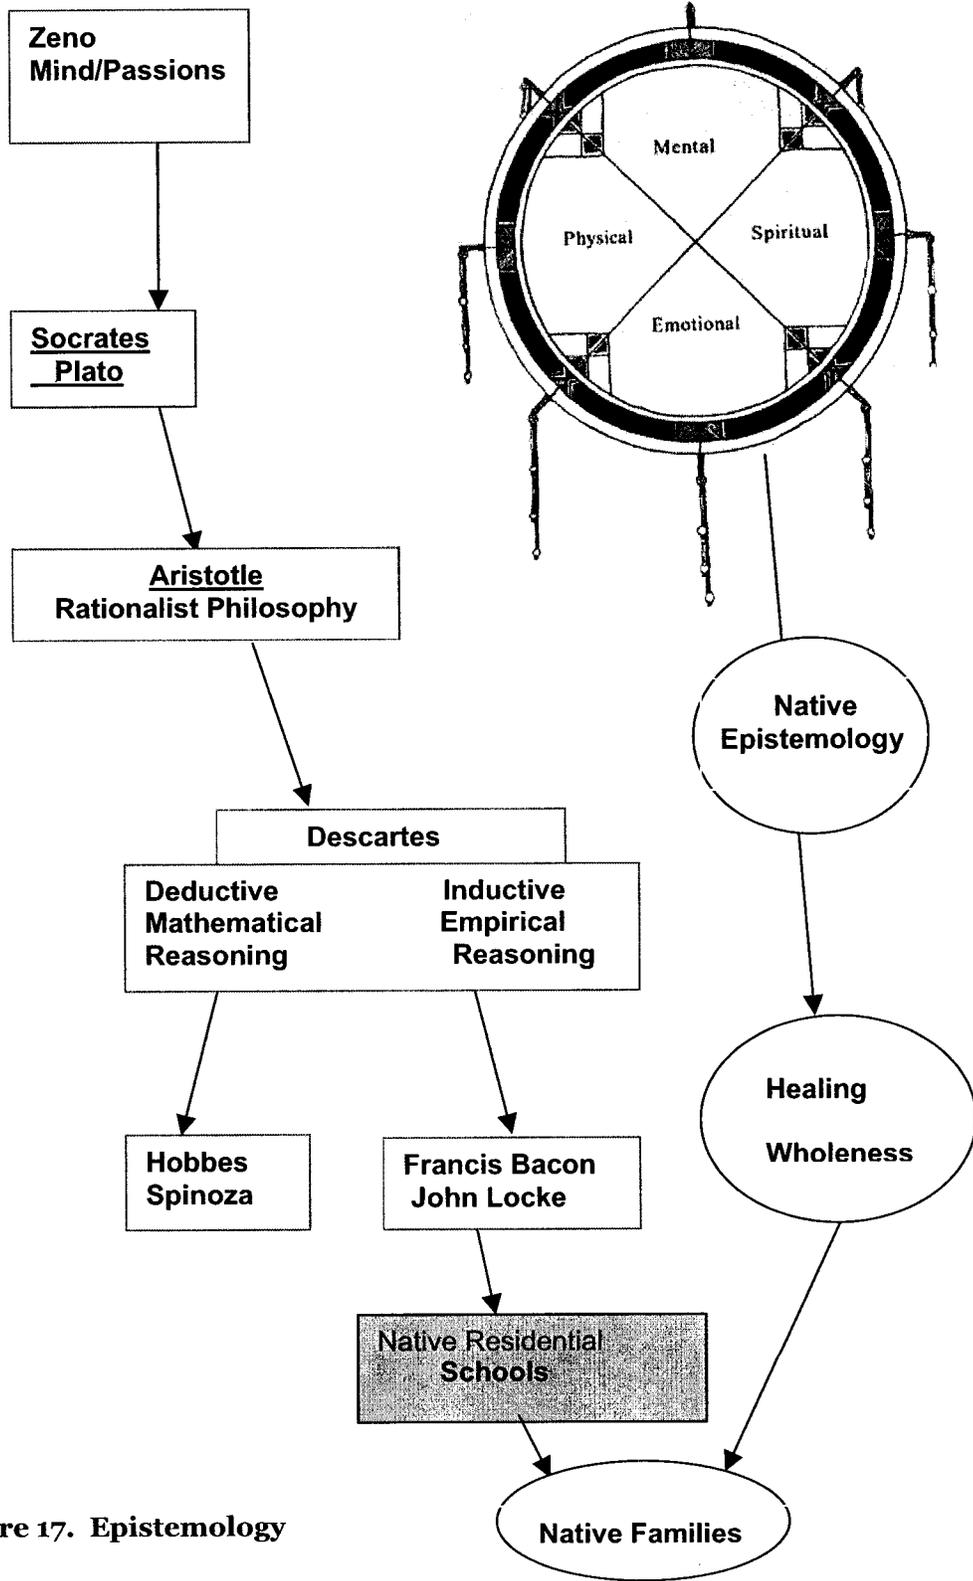 Zeno
Mind/Passions
Mental
Physical
Spiritual
Emotional
Socrates
Plato
Aristotle
Rationalist Philosophy
Native
Epistemology
Descartes
Deductive
Mathematical
Reasoning
Inductive
Empirical
Reasoning
Healing
Wholeness
Hobbes
Spinoza
Francis Bacon
John Locke
Native Residential
Schools
Native Families
re 17. Epistemology